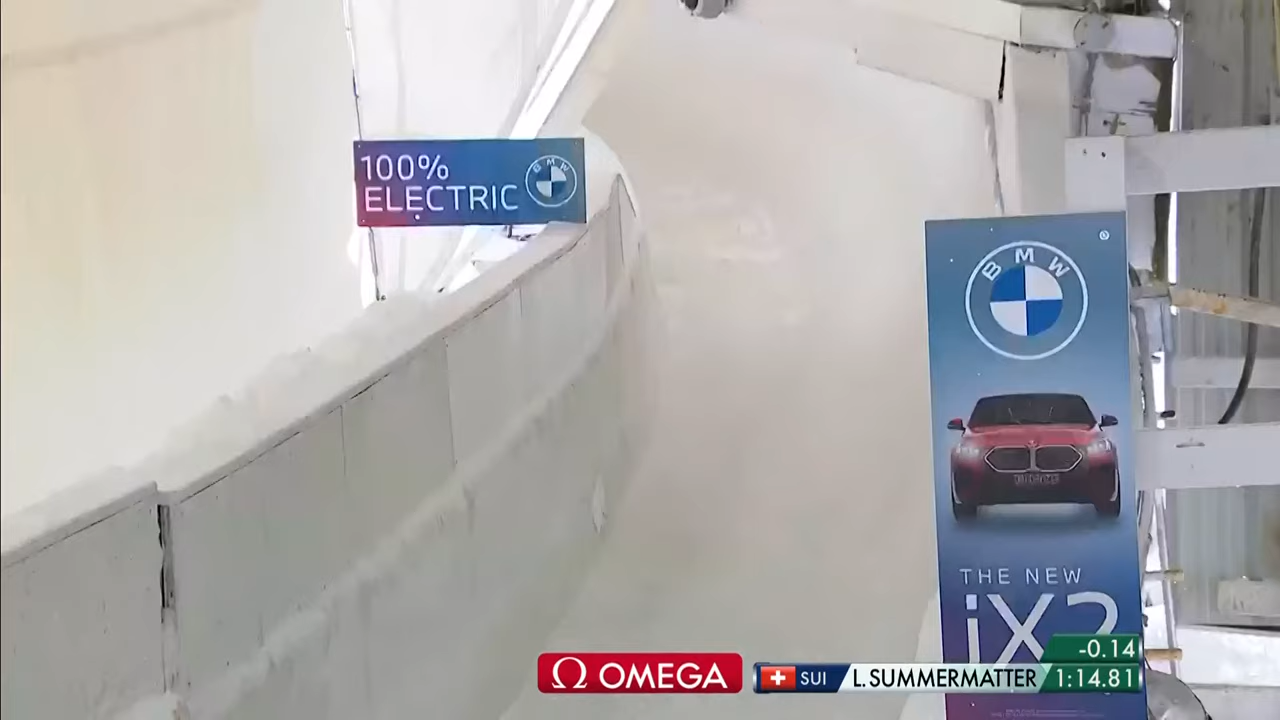 100%
ELECTRIC
BMW
BMW
THE NEW
iX2
-0.14
Ω OMEGA
SUI L. SUMMERMATTER 1:14.81